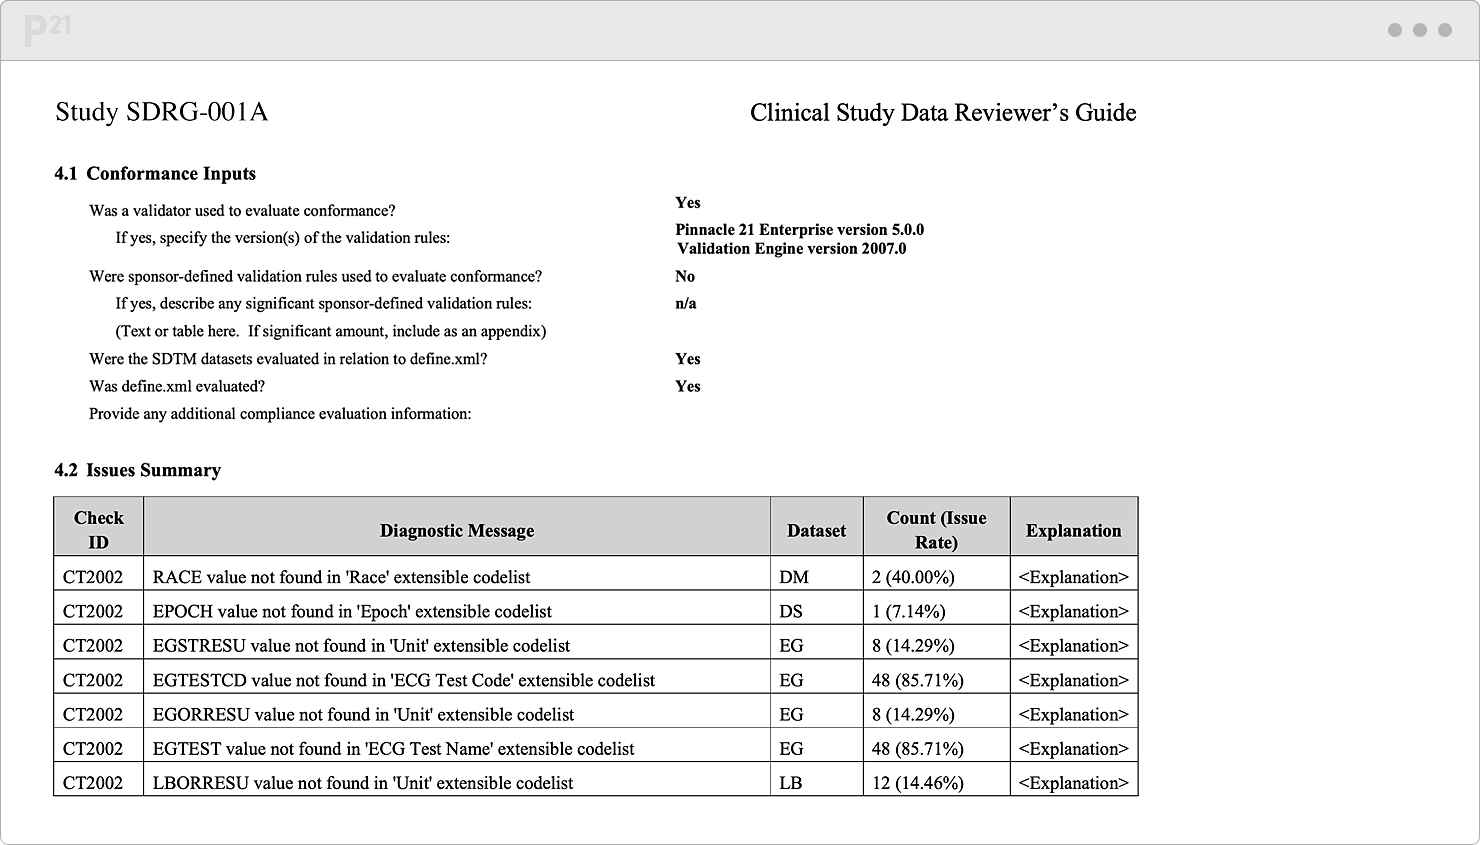 P21
Study SDRG-001A Clinical Study Data Reviewer’s Guide
4.1 Conformance Inputs
Was a validator used to evaluate conformance? Yes
If yes, specify the version(s) of the validation rules: Pinnacle 21 Enterprise version 5.0.0
Validation Engine version 2007.0
Were sponsor-defined validation rules used to evaluate conformance? No
If yes, describe any significant sponsor-defined validation rules: n/a
(Text or table here. If significant amount, include as an appendix)
Were the SDTM datasets evaluated in relation to define.xml? Yes
Was define.xml evaluated? Yes
Provide any additional compliance evaluation information:
4.2 Issues Summary
Check ID Diagnostic Message Dataset Count (Issue Rate) Explanation
CT2002 RACE value not found in 'Race' extensible codelist DM 2 (40.00%) <Explanation>
CT2002 EPOCH value not found in 'Epoch' extensible codelist DS 1 (7.14%) <Explanation>
CT2002 EGSTRESU value not found in 'Unit' extensible codelist EG 8 (14.29%) <Explanation>
CT2002 EGTESTCD value not found in 'ECG Test Code' extensible codelist EG 48 (85.71%) <Explanation>
CT2002 EGORRESU value not found in 'Unit' extensible codelist EG 8 (14.29%) <Explanation>
CT2002 EGTEST value not found in 'ECG Test Name' extensible codelist EG 48 (85.71%) <Explanation>
CT2002 LBORRESU value not found in 'Unit' extensible codelist LB 12 (14.46%) <Explanation>